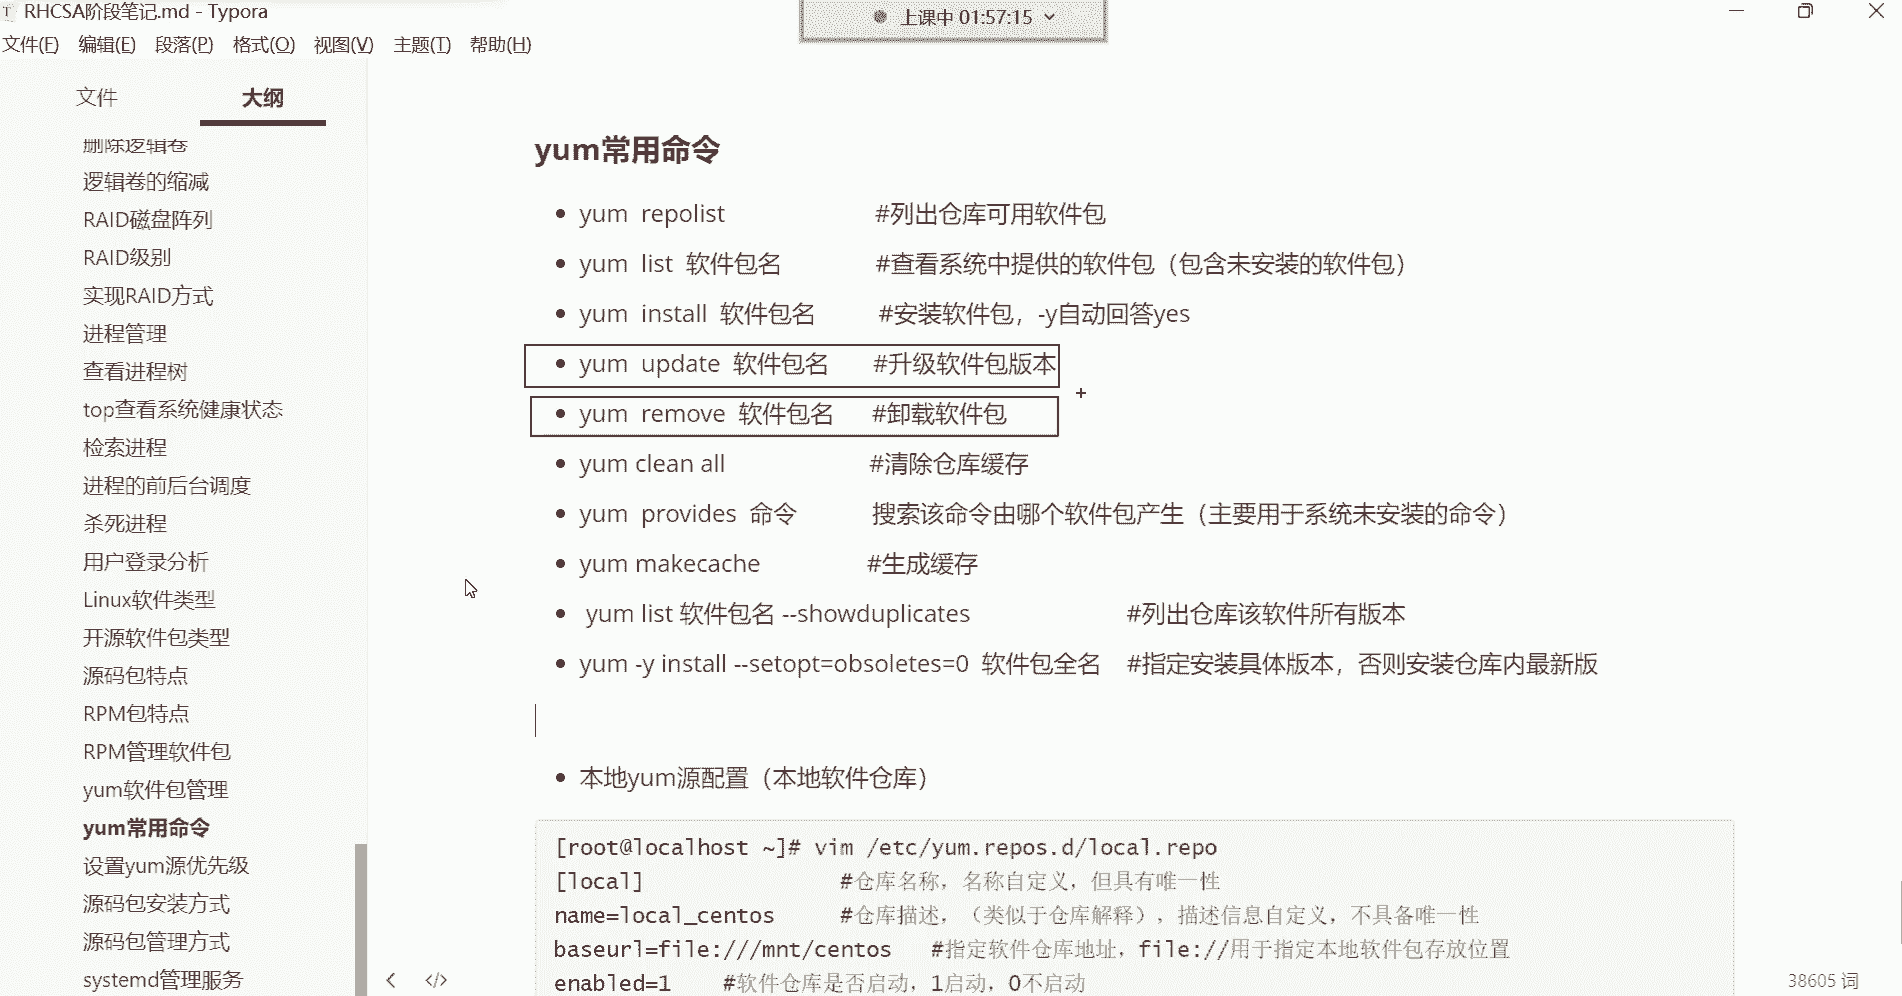 RHCSA阶段笔记.md - Typora
上课中 01:57:15
文件(F) 编辑(E) 段落(P) 格式(O) 视图(V) 主题(T) 帮助(H)
文件 大纲
删除逻辑卷
逻辑卷的缩减
RAID磁盘阵列
RAID级别
实现RAID方式
进程管理
查看进程树
top查看系统健康状态
检索进程
进程的前后台调度
杀死进程
用户登录分析
Linux软件类型
开源软件包类型
源码包特点
RPM包特点
RPM管理软件包
yum软件包管理
yum常用命令
设置yum源优先级
源码包安装方式
源码包管理方式
systemd管理服务
yum常用命令
yum repolist #列出仓库可用软件包
yum list 软件包名 #查看系统中提供的软件包（包含未安装的软件包）
yum install 软件包名 #安装软件包，-y自动回答yes
yum update 软件包名 #升级软件包版本
yum remove 软件包名 #卸载软件包
yum clean all #清除仓库缓存
yum provides 命令 搜索该命令由哪个软件包产生（主要用于系统未安装的命令）
yum makecache #生成缓存
yum list 软件包名 --showduplicates #列出仓库该软件所有版本
yum -y install --setopt=obsoletes=0 软件包全名 #指定安装具体版本，否则安装仓库内最新版
本地yum源配置（本地软件仓库）
[root@localhost ~]# vim /etc/yum.repos.d/local.repo
[local] #仓库名称，名称自定义，但具有唯一性
name=local_centos #仓库描述，（类似于仓库解释），描述信息自定义，不具备唯一性
baseurl=file:///mnt/centos #指定软件仓库地址，file://用于指定本地软件包存放位置
enabled=1 #软件仓库是否启动，1启动，0不启动
38605 词